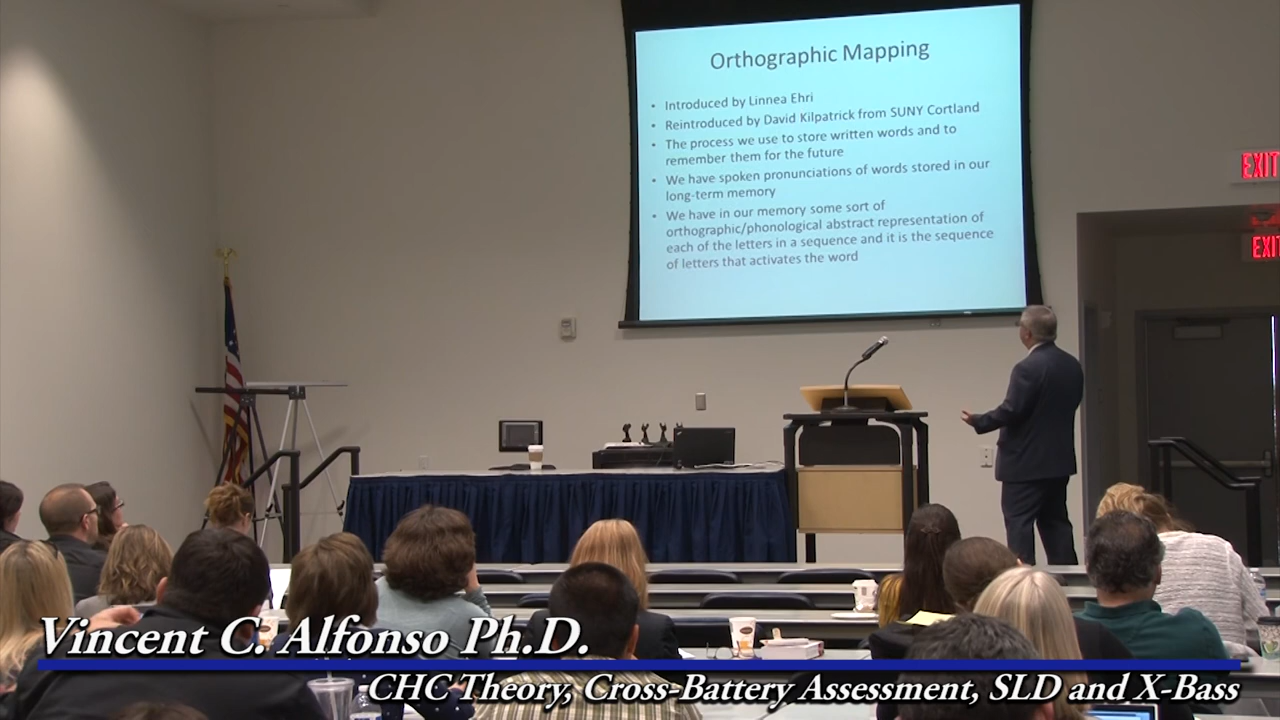 Orthographic Mapping
• Introduced by Linnea Ehri
• Reintroduced by David Kilpatrick from SUNY Cortland
• The process we use to store written words and to
remember them for the future
• We have spoken pronunciations of words stored in our
long-term memory
• We have in our memory some sort of
orthographic/phonological abstract representation of
each of the letters in a sequence and it is the sequence
of letters that activates the word
EXIT
EXIT
Vincent C. Alfonso Ph.D.
CHC Theory, Cross-Battery Assessment, SLD and X-Bass